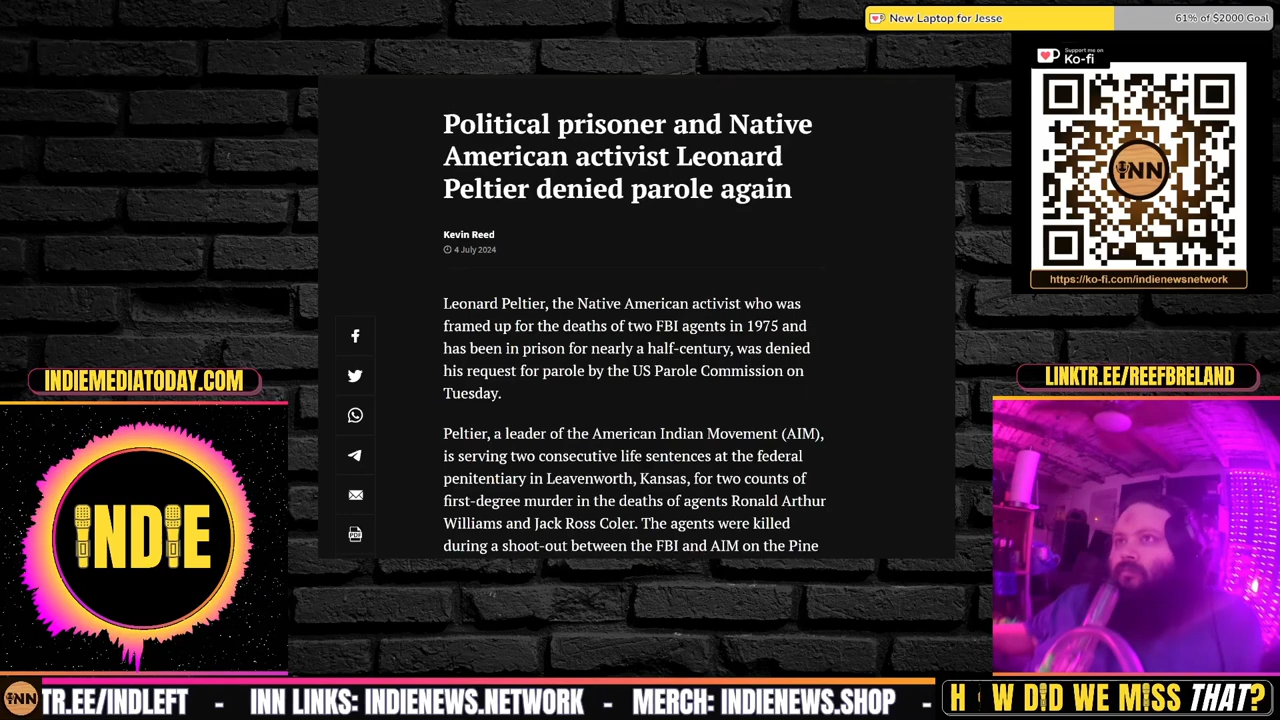 New Laptop for Jesse
61% of $2000 Goal
Support me on
Ko-fi
INN
https://ko-fi.com/indienewsnetwork
Political prisoner and Native
American activist Leonard
Peltier denied parole again
Kevin Reed
4 July 2024
Leonard Peltier, the Native American activist who was
framed up for the deaths of two FBI agents in 1975 and
has been in prison for nearly a half-century, was denied
his request for parole by the US Parole Commission on
Tuesday.
Peltier, a leader of the American Indian Movement (AIM),
is serving two consecutive life sentences at the federal
penitentiary in Leavenworth, Kansas, for two counts of
first-degree murder in the deaths of agents Ronald Arthur
Williams and Jack Ross Coler. The agents were killed
during a shoot-out between the FBI and AIM on the Pine
PDF
INDIEMEDIATODAY.COM
INDIE
LINKTR.EE/REEFBRELAND
INN
TR.EE/INDLEFT - INN LINKS: INDIENEWS.NETWORK - MERCH: INDIENEWS.SHOP -
HOW DID WE MISS THAT?